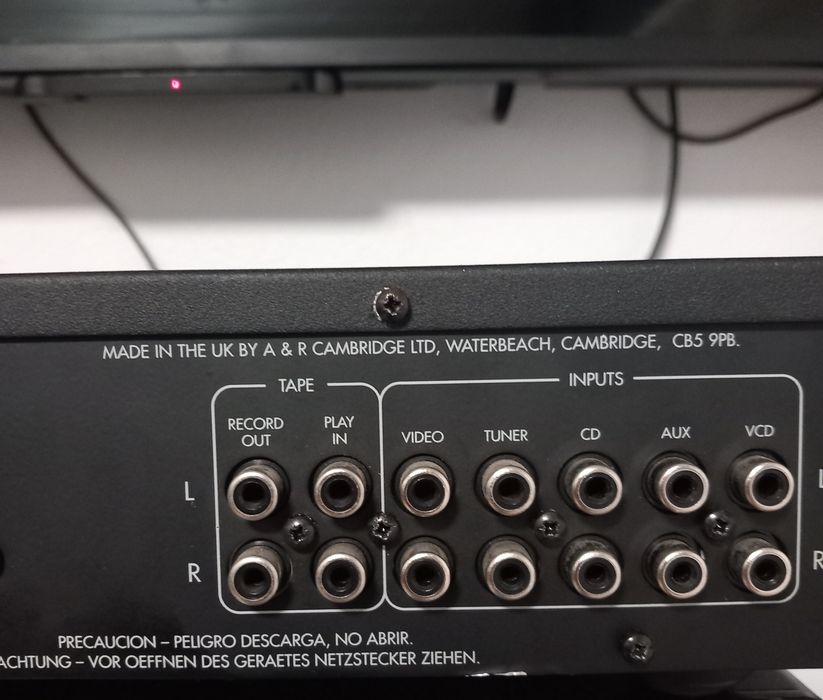 MADE IN THE UK BY A & R CAMBRIDGE LTD, WATERBEACH, CAMBRIDGE, CB5 9PB.
TAPE INPUTS
RECORD OUT
PLAY IN
VIDEO TUNER CD AUX VCD
L L
R R
PRECAUCION – PELIGRO DESCARGA, NO ABRIR.
ACHTUNG – VOR OEFFNEN DES GERAETES NETZSTECKER ZIEHEN.